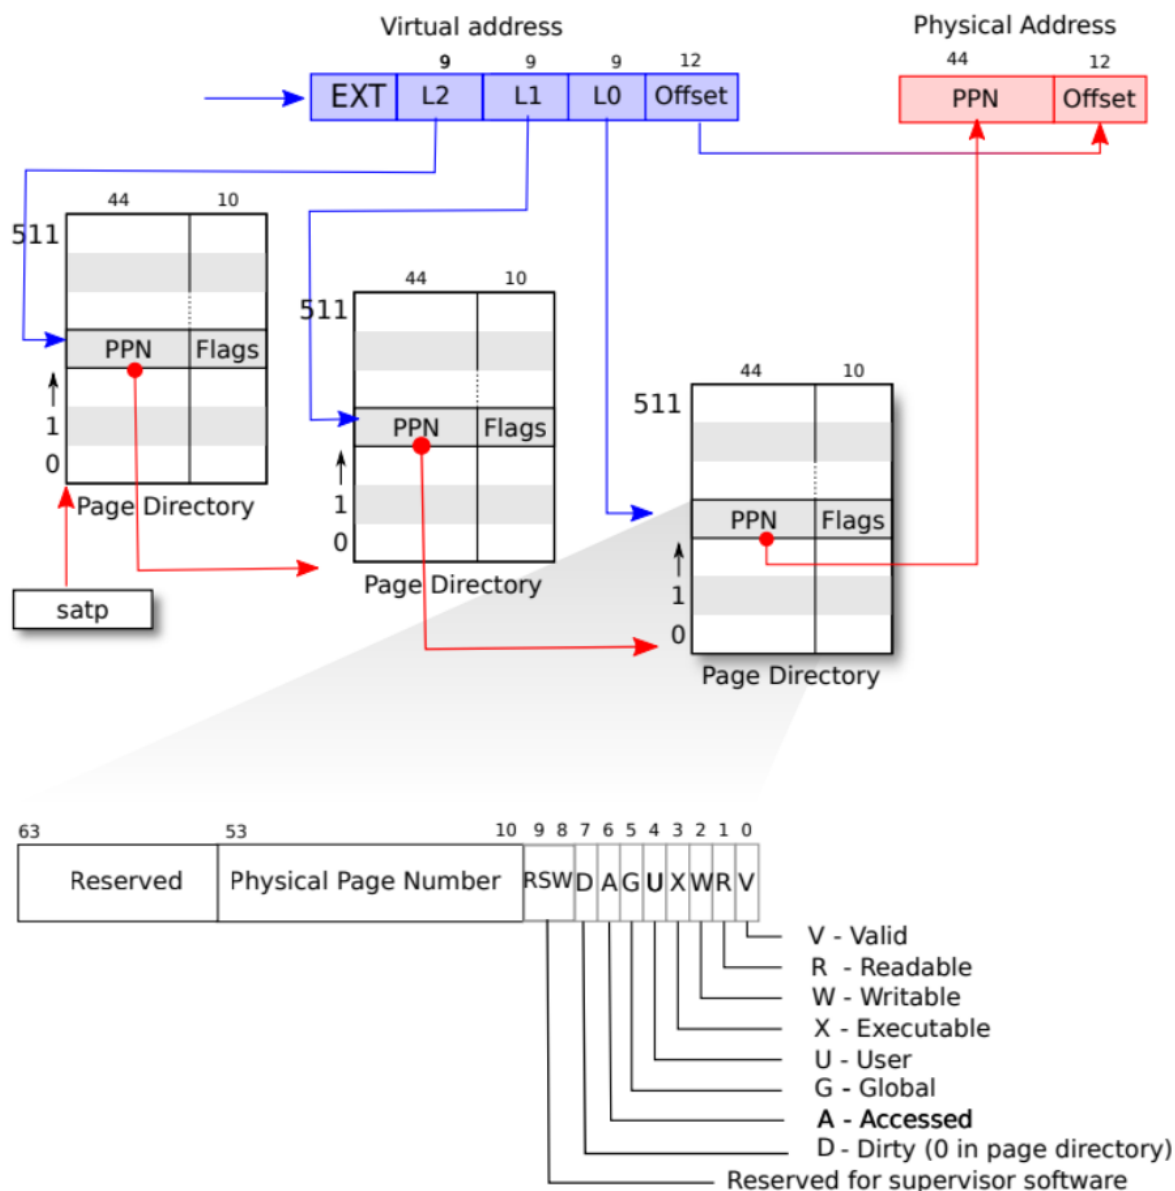 Virtual address
Physical Address
9 9 9 12
44 12
EXT L2 L1 L0 Offset
PPN Offset
44 10
511
PPN Flags
1
0
Page Directory
satp
44 10
511
PPN Flags
1
0
Page Directory
44 10
511
PPN Flags
1
0
Page Directory
63 53 10 9 8 7 6 5 4 3 2 1 0
Reserved Physical Page Number RSW D A G U X W R V
V - Valid
R - Readable
W - Writable
X - Executable
U - User
G - Global
A - Accessed
D - Dirty (0 in page directory)
Reserved for supervisor software